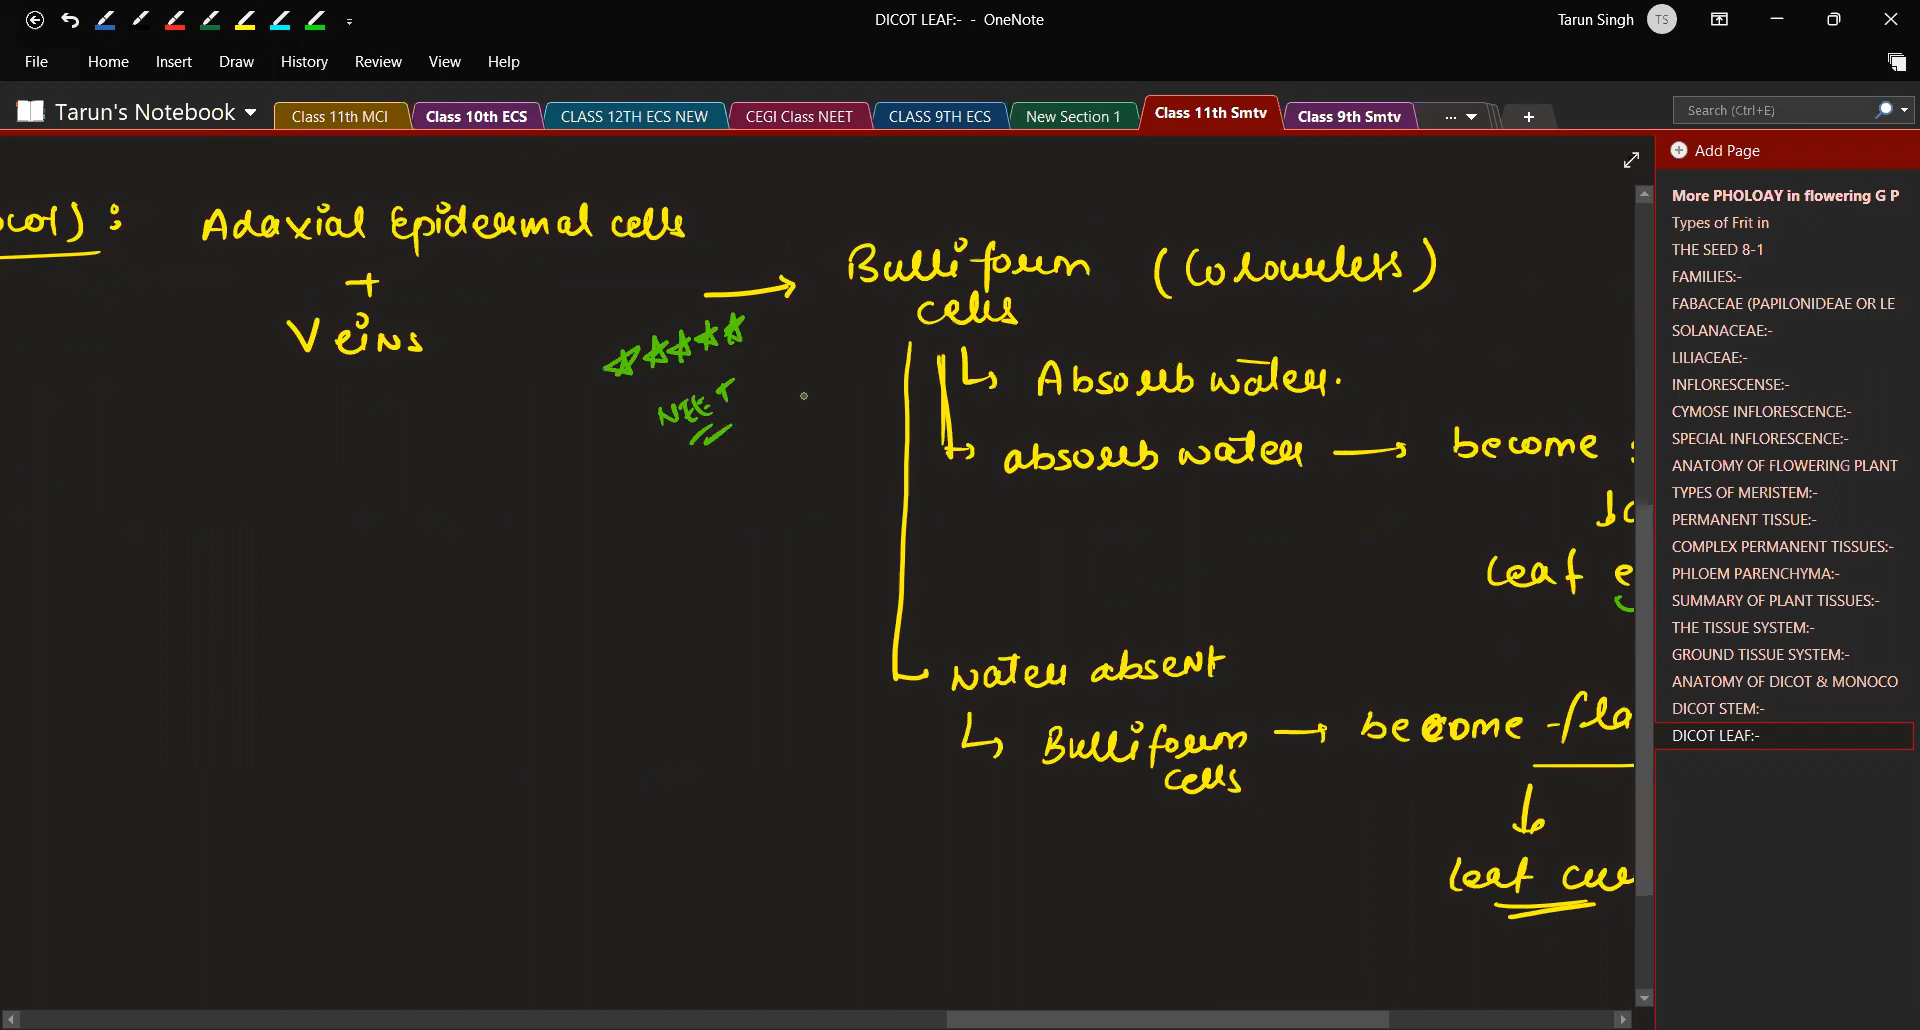 DICOT LEAF:- - OneNote
Tarun Singh
TS
File Home Insert Draw History Review View Help
Tarun's Notebook
Class 11th MCI
Class 10th ECS
CLASS 12TH ECS NEW
CEGI Class NEET
CLASS 9TH ECS
New Section 1
Class 11th Smtv
Class 9th Smtv
...
+
Search (Ctrl+E)
Add Page
More PHOLOAY in flowering G P
Types of Frit in
THE SEED 8-1
FAMILIES:-
FABACEAE (PAPILONIDEAE OR LE
SOLANACEAE:-
LILIACEAE:-
INFLORESCENSE:-
CYMOSE INFLORESCENCE:-
SPECIAL INFLORESCENCE:-
ANATOMY OF FLOWERING PLANT
TYPES OF MERISTEM:-
PERMANENT TISSUE:-
COMPLEX PERMANENT TISSUES:-
PHLOEM PARENCHYMA:-
SUMMARY OF PLANT TISSUES:-
THE TISSUE SYSTEM:-
GROUND TISSUE SYSTEM:-
ANATOMY OF DICOT & MONOCO
DICOT STEM:-
DICOT LEAF:-
cot) : Adaxial Epidermal cells
+
Veins
→ Bulliform (Colourless)
cells
NEET
↳ Absorb water.
↳ absorb water → become
leaf e
water absent
↳ Bulliform → become fla
cells
↓
leaf cur